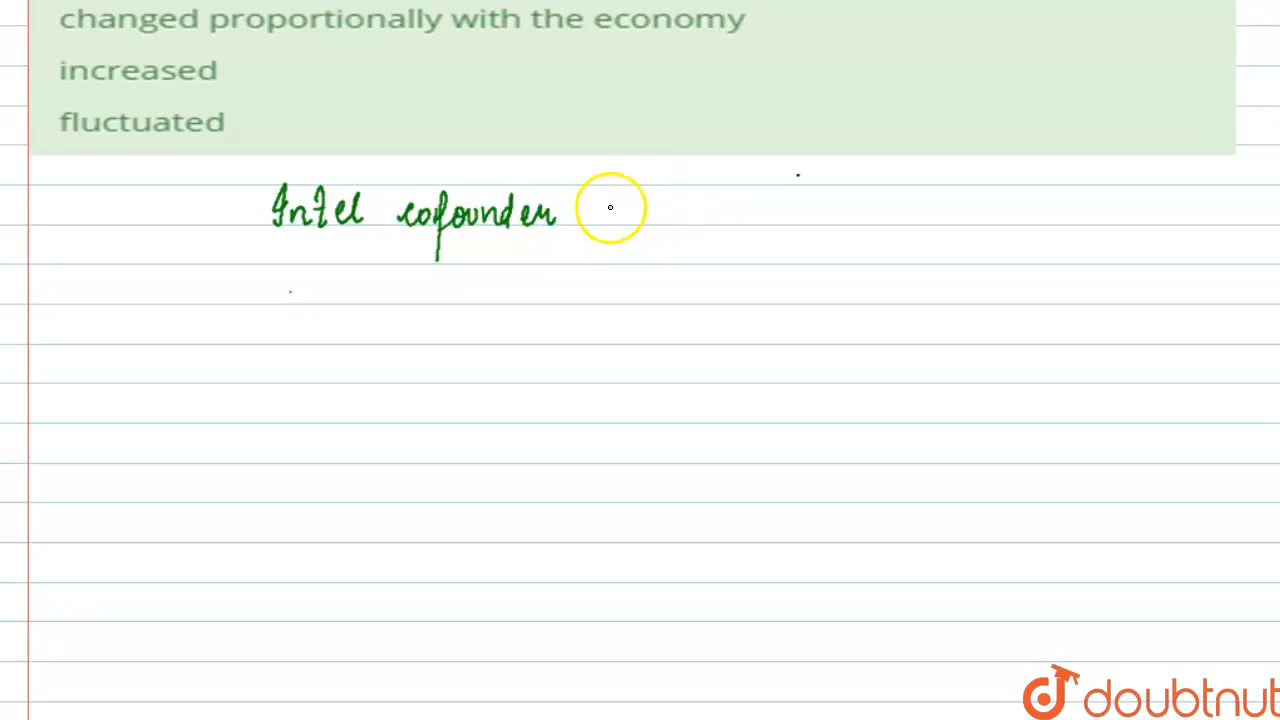 changed proportionally with the economy
increased
fluctuated
Intel cofounder
doubtnut